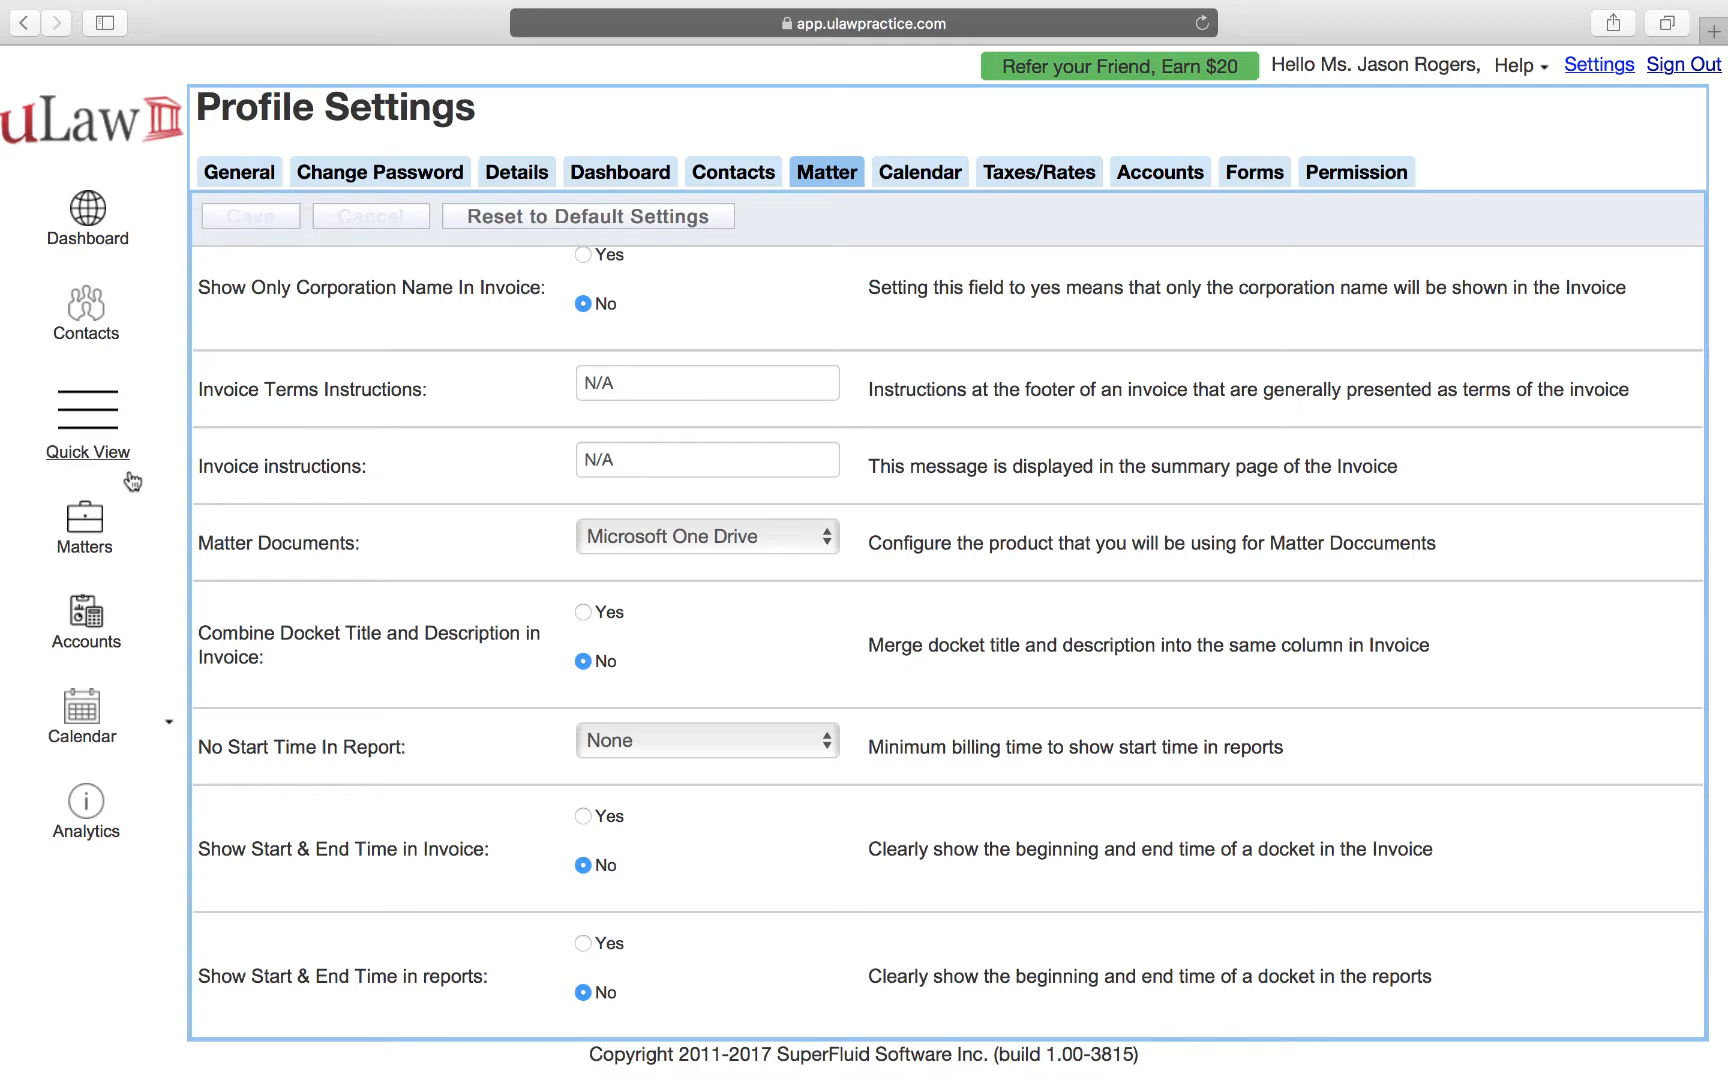 app.ulawpractice.com
Refer your Friend, Earn $20 Hello Ms. Jason Rogers, Help Settings Sign Out
uLaw
Profile Settings
General Change Password Details Dashboard Contacts Matter Calendar Taxes/Rates Accounts Forms Permission
Save Cancel Reset to Default Settings
Dashboard
Contacts
Quick View
Matters
Accounts
Calendar
Analytics
Yes
Show Only Corporation Name In Invoice:
No
Setting this field to yes means that only the corporation name will be shown in the Invoice
Invoice Terms Instructions:
N/A
Instructions at the footer of an invoice that are generally presented as terms of the invoice
Invoice instructions:
N/A
This message is displayed in the summary page of the Invoice
Matter Documents:
Microsoft One Drive
Configure the product that you will be using for Matter Doccuments
Combine Docket Title and Description in
Invoice:
Yes
No
Merge docket title and description into the same column in Invoice
No Start Time In Report:
None
Minimum billing time to show start time in reports
Show Start & End Time in Invoice:
Yes
No
Clearly show the beginning and end time of a docket in the Invoice
Show Start & End Time in reports:
Yes
No
Clearly show the beginning and end time of a docket in the reports
Copyright 2011-2017 SuperFluid Software Inc. (build 1.00-3815)